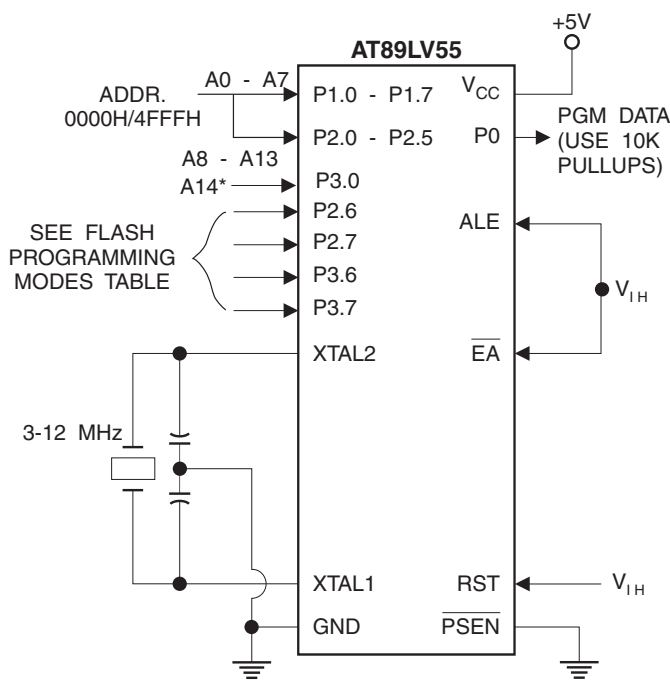 +5V
AT89LV55
A0 - A7
ADDR.
0000H/4FFFH
P1.0 - P1.7
VCC
P2.0 - P2.5
P0
PGM DATA
(USE 10K
PULLUPS)
A8 - A13
A14*
P3.0
P2.6
ALE
SEE FLASH
PROGRAMMING
MODES TABLE
P2.7
P3.6
P3.7
VIH
XTAL2
EA
3-12 MHz
XTAL1
RST
VIH
GND
PSEN